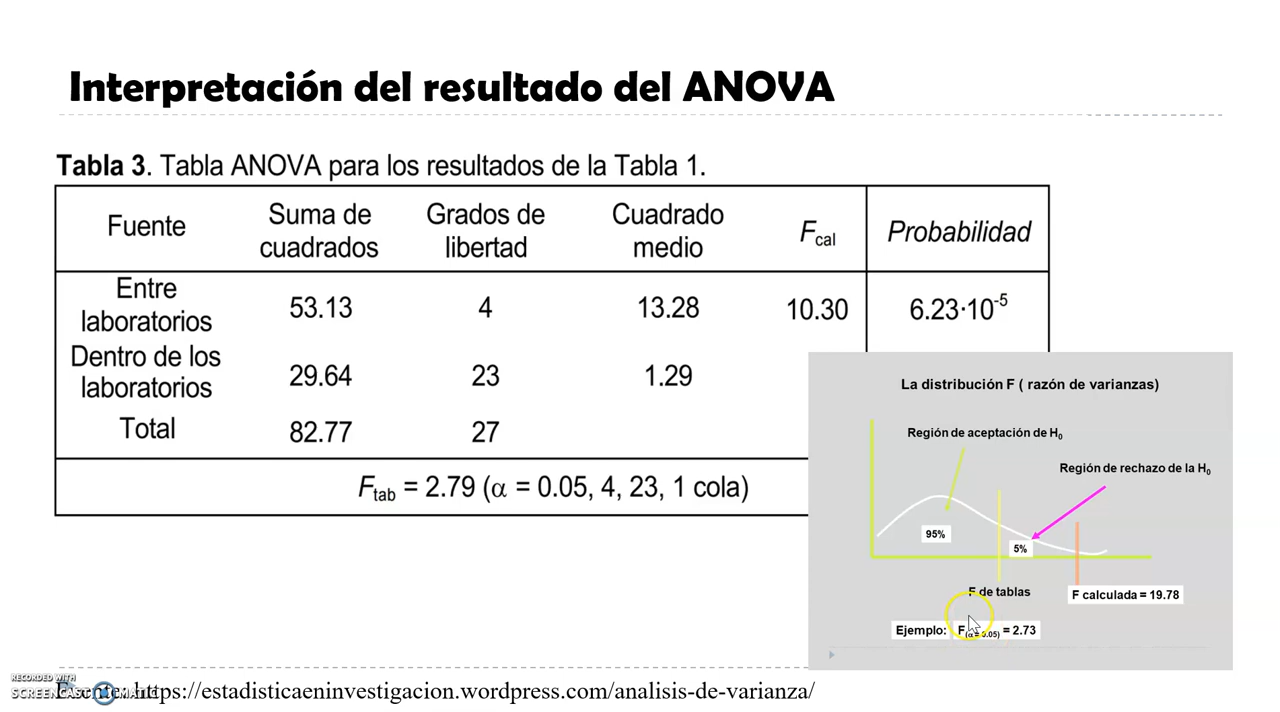 Interpretación del resultado del ANOVA
Tabla 3. Tabla ANOVA para los resultados de la Tabla 1.
Fuente Suma de cuadrados Grados de libertad Cuadrado medio Fcal Probabilidad
Entre laboratorios 53.13 4 13.28 10.30 6.23·10-5
Dentro de los laboratorios 29.64 23 1.29
Total 82.77 27
Ftab = 2.79 (α = 0.05, 4, 23, 1 cola)
La distribución F ( razón de varianzas)
Región de aceptación de H0
Región de rechazo de la H0
95%
5%
F de tablas
F calculada = 19.78
Ejemplo: F(α = 0.05) = 2.73
RECORDED WITH
Fuente: https://estadisticaeninvestigacion.wordpress.com/analisis-de-varianza/